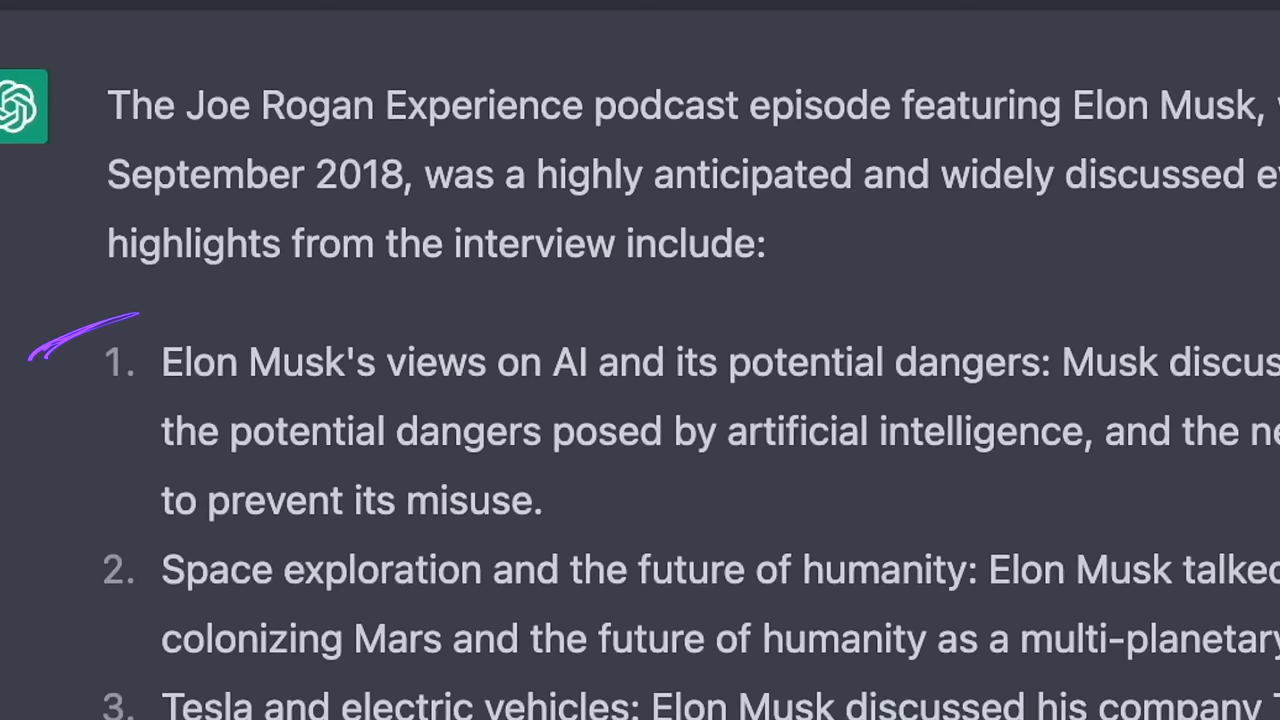 The Joe Rogan Experience podcast episode featuring Elon Musk,
September 2018, was a highly anticipated and widely discussed
highlights from the interview include:
1. Elon Musk's views on AI and its potential dangers: Musk
the potential dangers posed by artificial intelligence, and the
to prevent its misuse.
2. Space exploration and the future of humanity: Elon Musk talked
colonizing Mars and the future of humanity as a multi-planetary
3. Tesla and electric vehicles: Elon Musk discussed his company